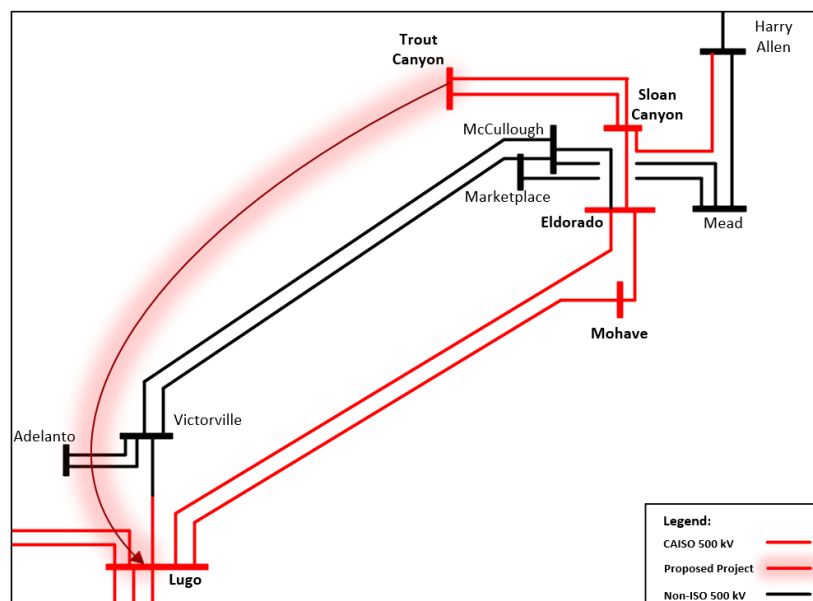 Harry
Allen
Trout
Canyon
Sloan
Canyon
McCullough
Marketplace
Eldorado
Mead
Mohave
Victorville
Adelanto
Lugo
Legend:
CAISO 500 kV
Proposed Project
Non-ISO 500 kV